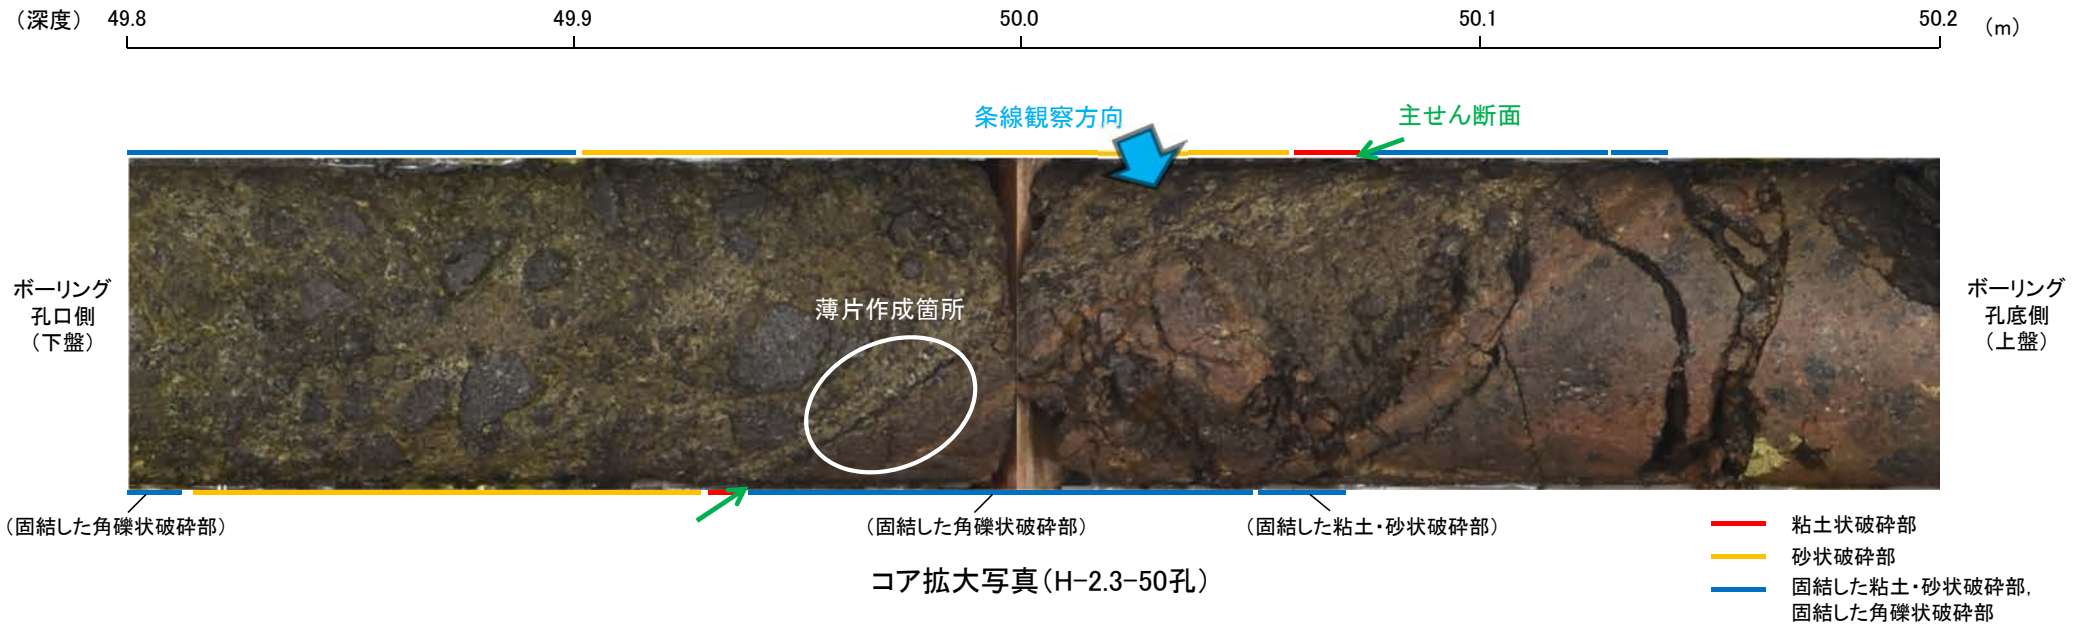 （深度） 49.8 49.9 50.0 50.1 50.2 （m）
条線観察方向
主せん断面
ボーリング
孔口側
（下盤）
薄片作成箇所
ボーリング
孔底側
（上盤）
（固結した角礫状破砕部）
（固結した角礫状破砕部）
（固結した粘土・砂状破砕部）
コア拡大写真（H-2.3-50孔）
粘土状破砕部
砂状破砕部
固結した粘土・砂状破砕部，
固結した角礫状破砕部